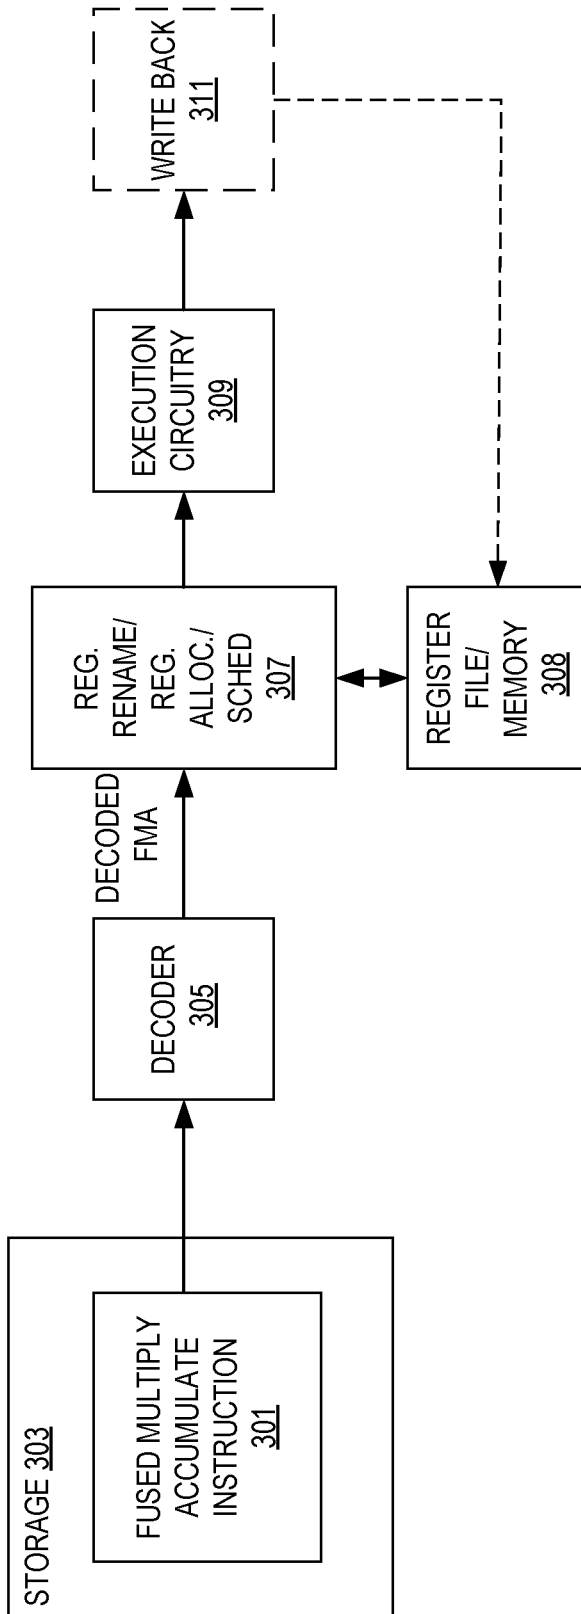 STORAGE 303
FUSED MULTIPLY
ACCUMULATE
INSTRUCTION
301
DECODER
305
DECODED
FMA
REG.
RENAME/
REG.
ALLOC./
SCHED
307
REGISTER
FILE/
MEMORY
308
EXECUTION
CIRCUITRY
309
WRITE BACK
311